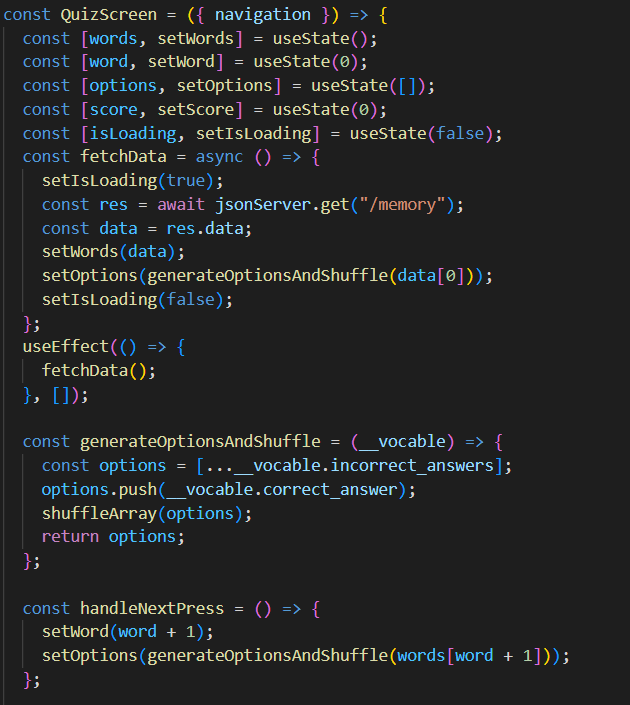 const QuizScreen = ({ navigation }) => {
const [words, setWords] = useState();
const [word, setWord] = useState(0);
const [options, setOptions] = useState([]);
const [score, setScore] = useState(0);
const [isLoading, setIsLoading] = useState(false);
const fetchData = async () => {
setIsLoading(true);
const res = await jsonServer.get("/memory");
const data = res.data;
setWords(data);
setOptions(generateOptionsAndShuffle(data[0]));
setIsLoading(false);
};
useEffect(() => {
fetchData();
}, []);
const generateOptionsAndShuffle = (__vocable) => {
const options = [...__vocable.incorrect_answers];
options.push(__vocable.correct_answer);
shuffleArray(options);
return options;
};
const handleNextPress = () => {
setWord(word + 1);
setOptions(generateOptionsAndShuffle(words[word + 1]));
};